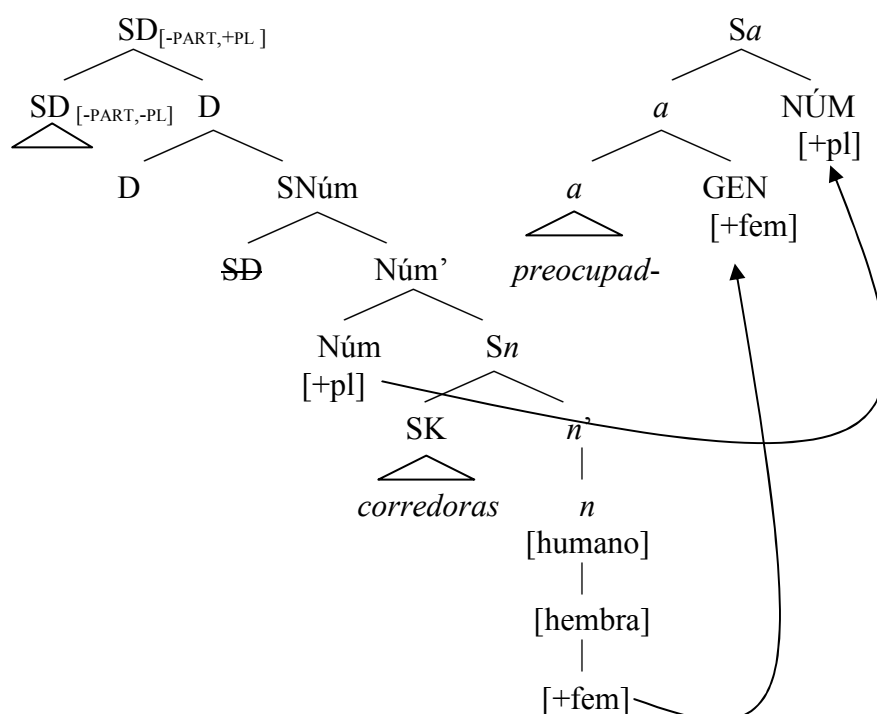 SD[-PART,+PL ] Sa
SD [-PART,-PL] D a NÚM
[+pl]
D SNúm a GEN
[+fem]
SD Núm’ preocupad-
Núm Sn
[+pl]
SK n’
corredoras n
[humano]
[hembra]
[+fem]